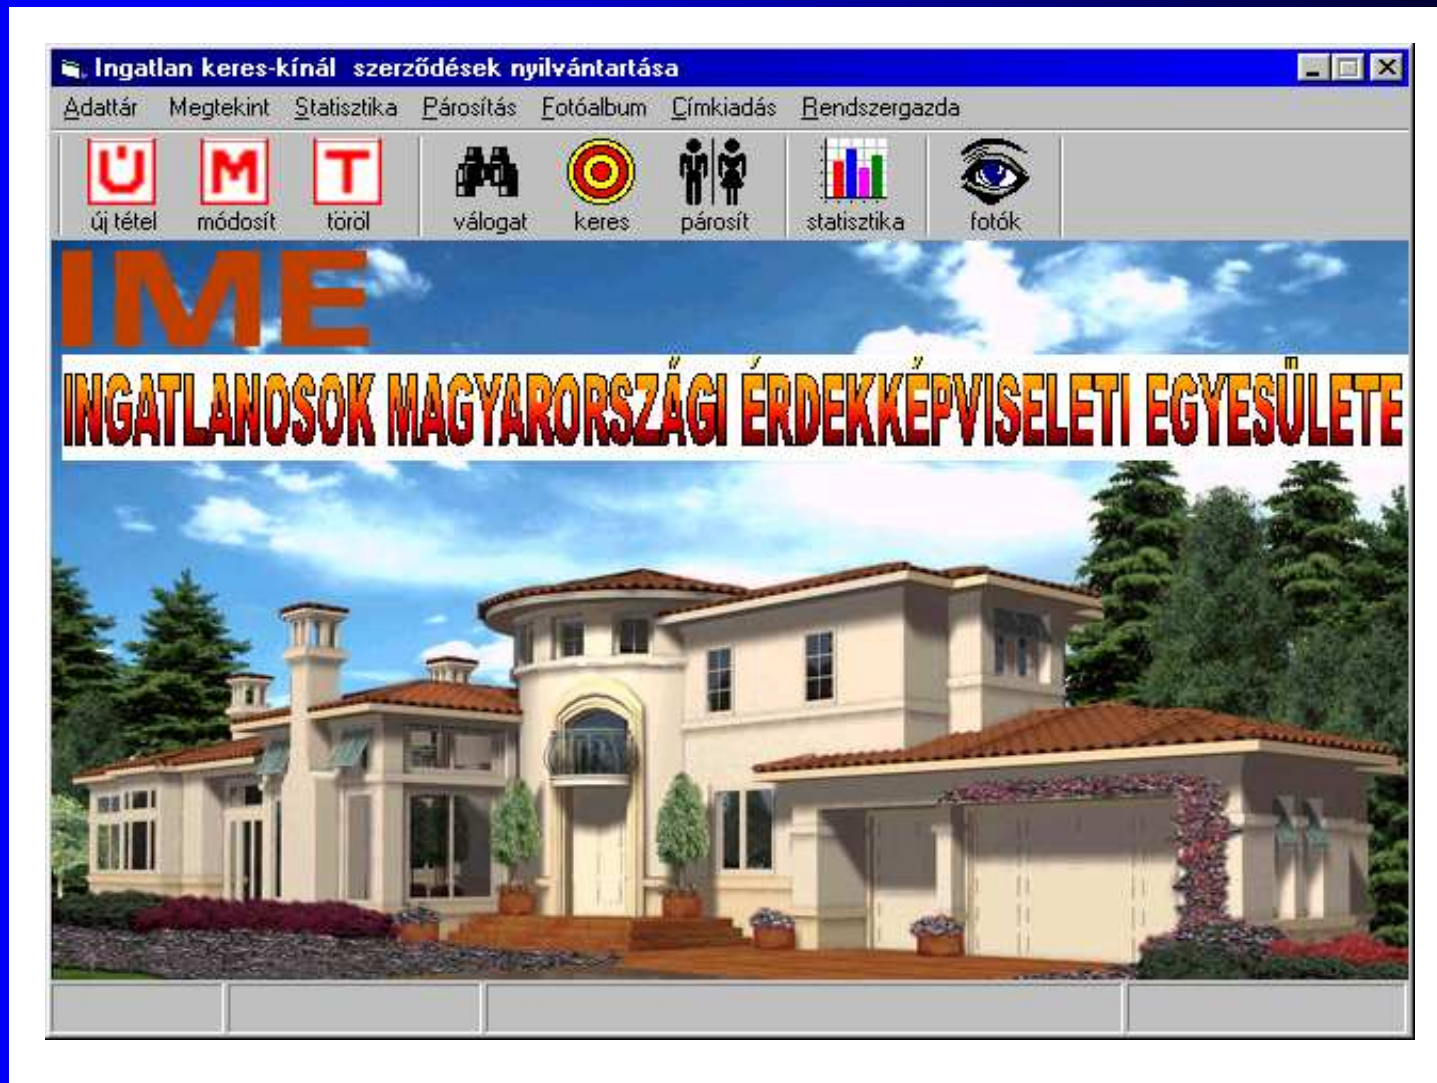 Ingatlan keres-kínál szerződések nyilvántartása
Adattár Megtekint Statisztika Párosítás Fotóalbum Címkiadás Rendszergazda
Ú M T
új tétel módosít töröl válogat keres párosít statisztika fotók
IME
INGATLANOSOK MAGYARORSZÁGI ÉRDEKKÉPVISELETI EGYESÜLETE